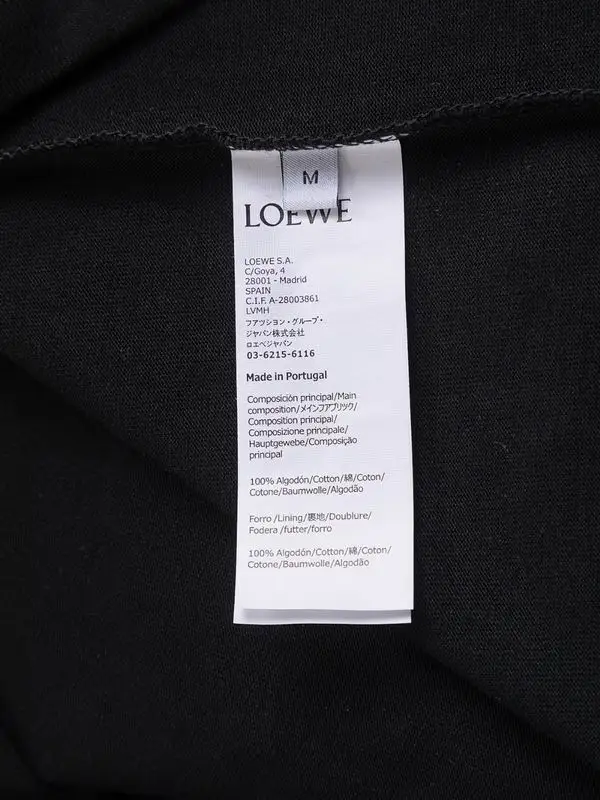 M
LOEWE
LOEWE S.A.
C/Goya, 4
28001 - Madrid
SPAIN
C.I.F. A-28003861
LVMH
ファッション・グループ・
ジャパン株式会社
ロエベジャパン
03-6215-6116
Made in Portugal
Composición principal/Main
composition/メインファブリック/
Composition principal/
Composizione principale/
Hauptgewebe/Composição
principal
100% Algodón/Cotton/綿/Coton/
Cotone/Baumwolle/Algodão
Forro /Lining/裏地/Doublure/
Fodera /futter/forro
100% Algodón/Cotton/綿/Coton/
Cotone/Baumwolle/Algodão